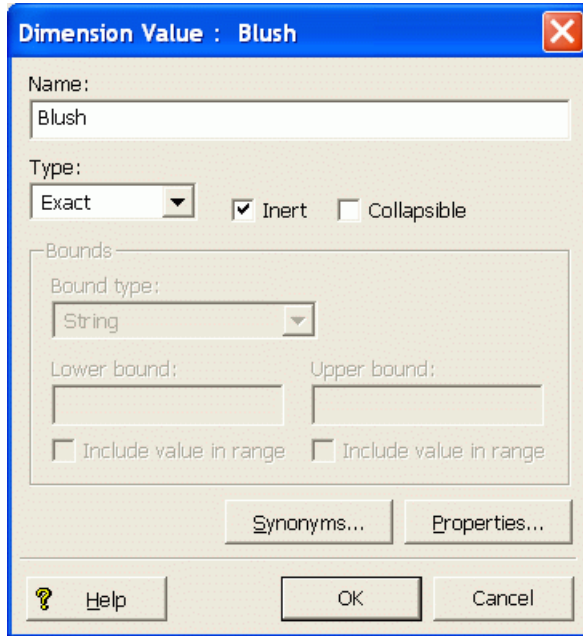 Dimension Value : Blush
Name:
Blush
Type:
Exact Inert Collapsible
Bounds
Bound type:
String
Lower bound: Upper bound:
Include value in range Include value in range
Synonyms... Properties...
? Help OK Cancel